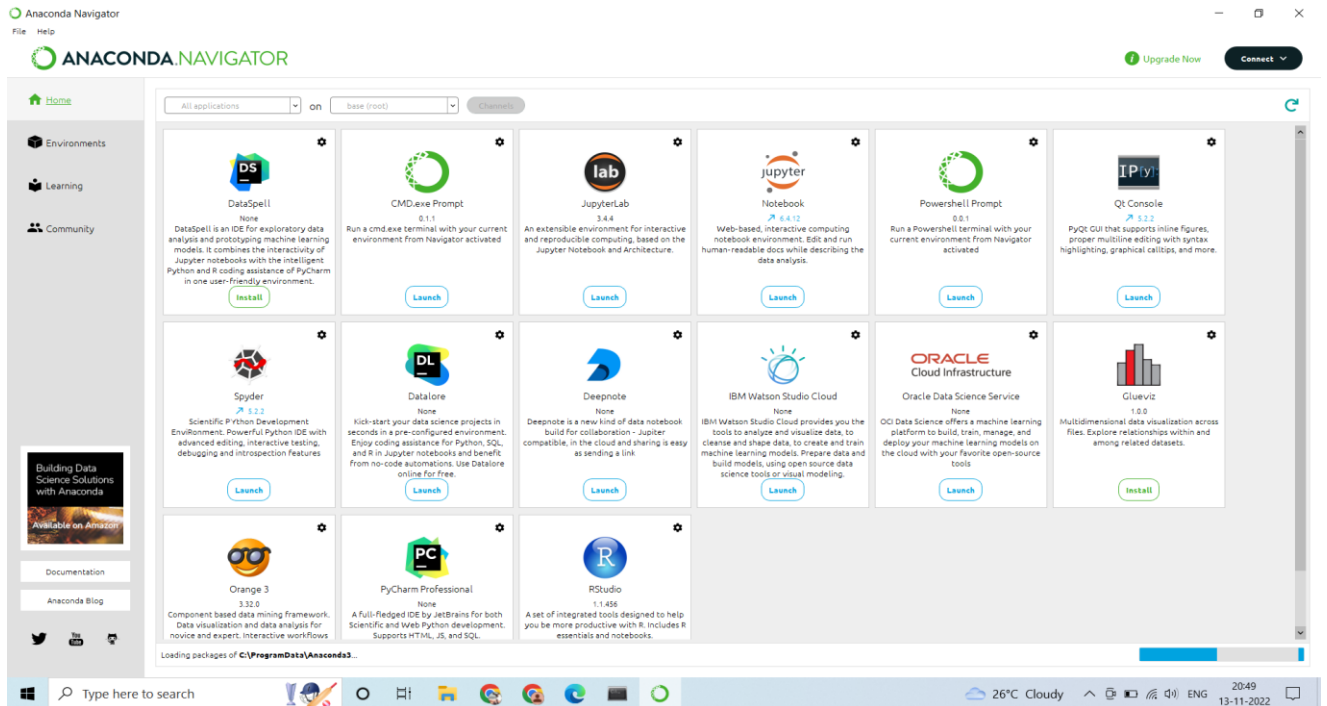 Anaconda Navigator
File Help
ANACONDA.NAVIGATOR
Upgrade Now
Connect
Home
Environments
Learning
Community
All applications on base (root) Channels
DS
DataSpell
None
DataSpell is an IDE for exploratory data
analysis and prototyping machine learning
models. It combines the interactivity of
Jupyter notebooks with the intelligent
Python and R coding assistance of PyCharm
in one user-friendly environment.
Install
CMD.exe Prompt
0.1.1
Run a cmd.exe terminal with your current
environment from Navigator activated
Launch
lab
JupyterLab
3.4.4
An extensible environment for interactive
and reproducible computing, based on the
Jupyter Notebook and Architecture.
Launch
jupyter
Notebook
6.4.12
Web-based, interactive computing
notebook environment. Edit and run
human-readable docs while describing the
data analysis.
Launch
Powershell Prompt
0.0.1
Run a Powershell terminal with your
current environment from Navigator
activated
Launch
IP[y]:
Qt Console
5.2.2
PyQt GUI that supports inline figures,
proper multiline editing with syntax
highlighting, graphical calltips, and more.
Launch
Spyder
5.2.2
Scientific PYthon Development
EnviRonment. Powerful Python IDE with
advanced editing, interactive testing,
debugging and introspection features
Launch
DL
Datalore
None
Kick-start your data science projects in
seconds in a pre-configured environment.
Enjoy coding assistance for Python, SQL,
and R in Jupyter notebooks and benefit
from no-code automations. Use Datalore
online for free.
Launch
Deepnote
None
Deepnote is a new kind of data notebook
build for collaboration - Jupiter
compatible, in the cloud and sharing is easy
as sending a link
Launch
IBM Watson Studio Cloud
None
IBM Watson Studio Cloud provides you the
tools to analyze and visualize data, to
cleanse and shape data, to create and train
machine learning models. Prepare data and
build models, using open source data
science tools or visual modeling.
Launch
ORACLE
Cloud Infrastructure
Oracle Data Science Service
None
OCI Data Science offers a machine learning
platform to build, train, manage, and
deploy your machine learning models on
the cloud with your favorite open-source
tools
Launch
Glueviz
1.0.0
Multidimensional data visualization across
files. Explore relationships within and
among related datasets.
Install
Orange 3
3.32.0
Component based data mining framework.
Data visualization and data analysis for
novice and expert. Interactive workflows
PC
PyCharm Professional
None
A full-fledged IDE by JetBrains for both
Scientific and Web Python development.
Supports HTML, JS, and SQL.
R
RStudio
1.1.456
A set of integrated tools designed to help
you be more productive with R. Includes R
essentials and notebooks.
Building Data
Science Solutions
with Anaconda
Available on Amazon
Documentation
Anaconda Blog
You
Tube
Loading packages of C:\ProgramData\Anaconda3...
Type here to search
26°C Cloudy
ENG
20:49
13-11-2022